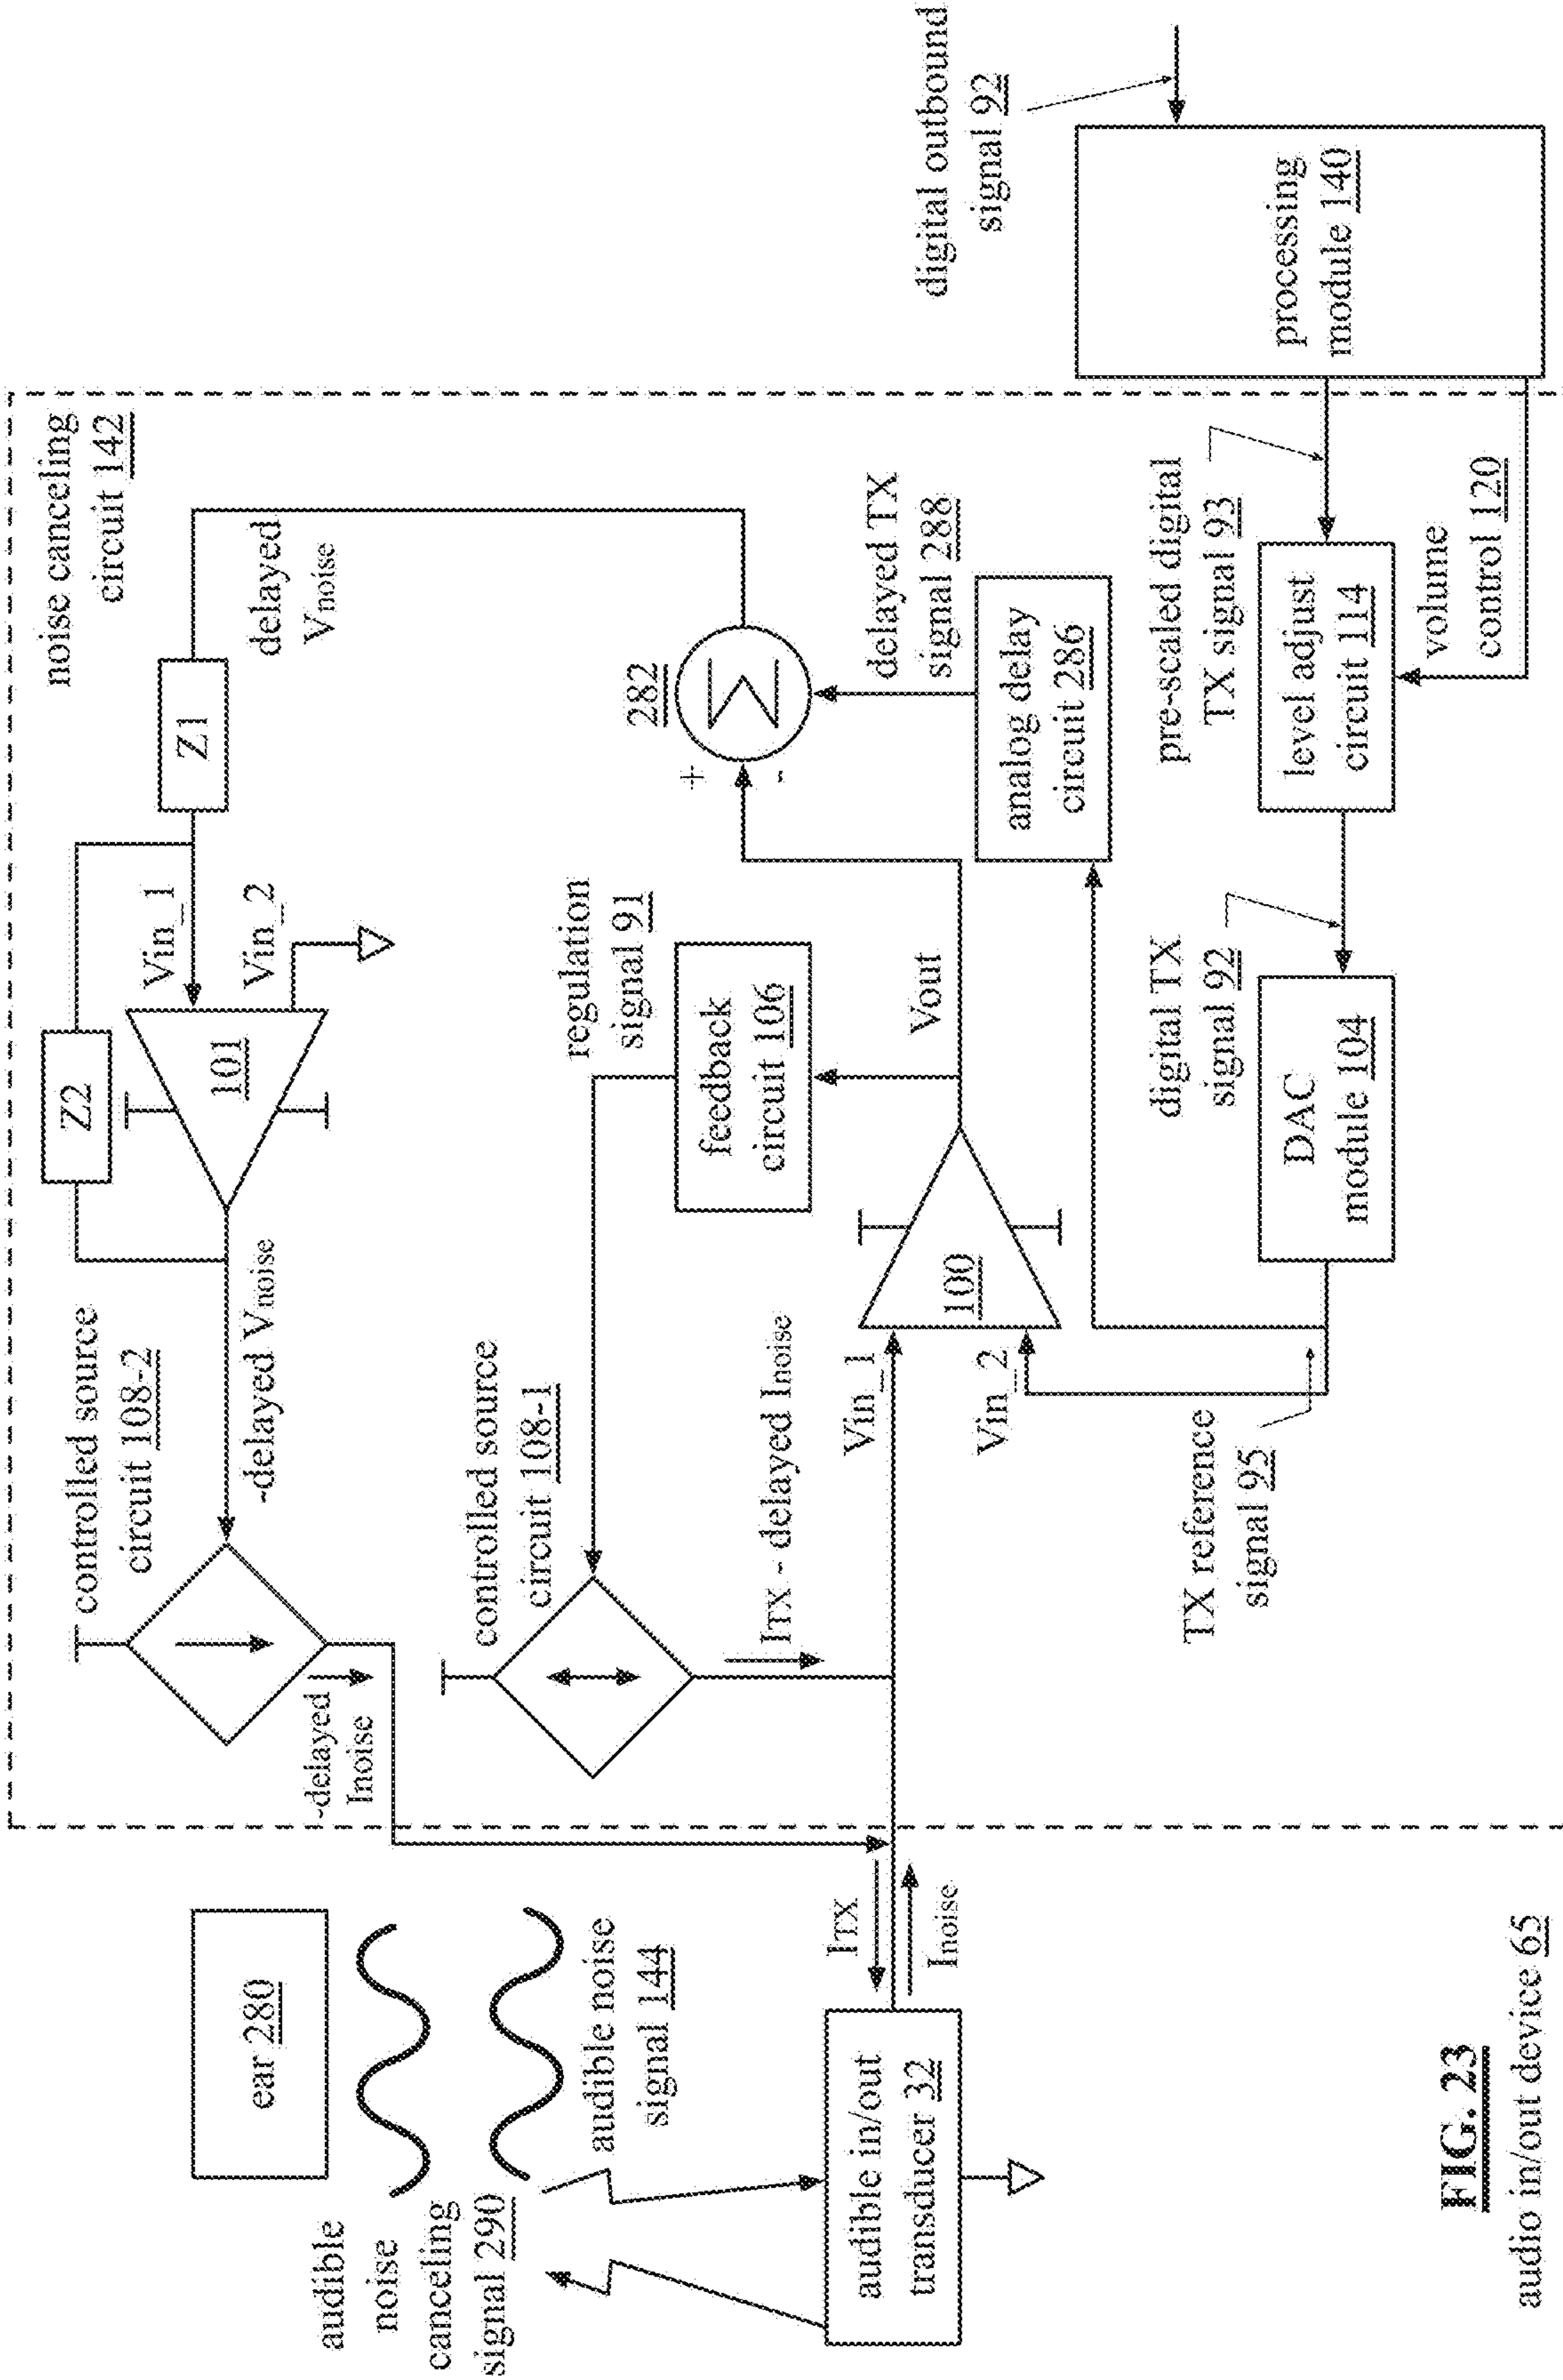 noise canceling
circuit 142
controlled source
circuit 108-2
Z2
-delayed Vnoise
101
Vin_1
Vin_2
Z1
delayed
Vnoise
-delayed
Inoise
controlled source
circuit 108-1
ITX - delayed Inoise
regulation
signal 91
feedback
circuit 106
282
+
-
Σ
Vout
delayed TX
signal 288
analog delay
circuit 286
100
Vin_1
Vin_2
TX reference
signal 95
DAC
module 104
digital TX
signal 92
level adjust
circuit 114
pre-scaled digital
TX signal 93
volume
control 120
processing
module 140
digital outbound
signal 92
ear 280
audible
noise
canceling
signal 290
audible noise
signal 144
audible in/out
transducer 32
ITX
Inoise
FIG. 23
audio in/out device 65